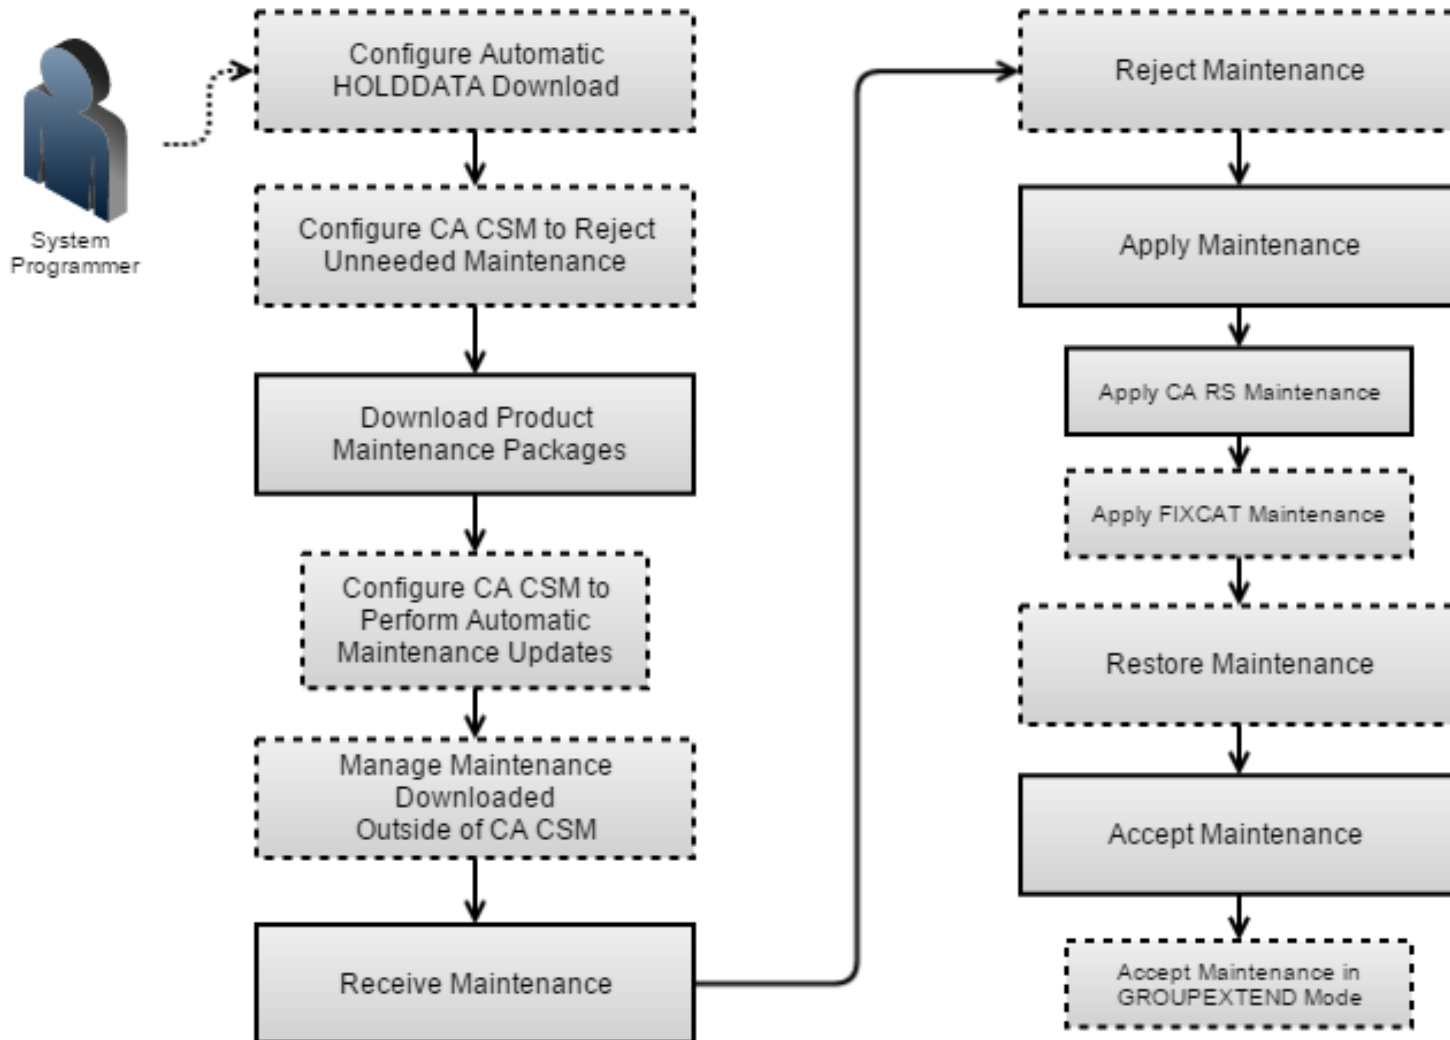 System
Programmer
Configure Automatic
HOLDDATA Download
Configure CA CSM to Reject
Unneeded Maintenance
Download Product
Maintenance Packages
Configure CA CSM to
Perform Automatic
Maintenance Updates
Manage Maintenance
Downloaded
Outside of CA CSM
Receive Maintenance
Reject Maintenance
Apply Maintenance
Apply CA RS Maintenance
Apply FIXCAT Maintenance
Restore Maintenance
Accept Maintenance
Accept Maintenance in
GROUPEXTEND Mode